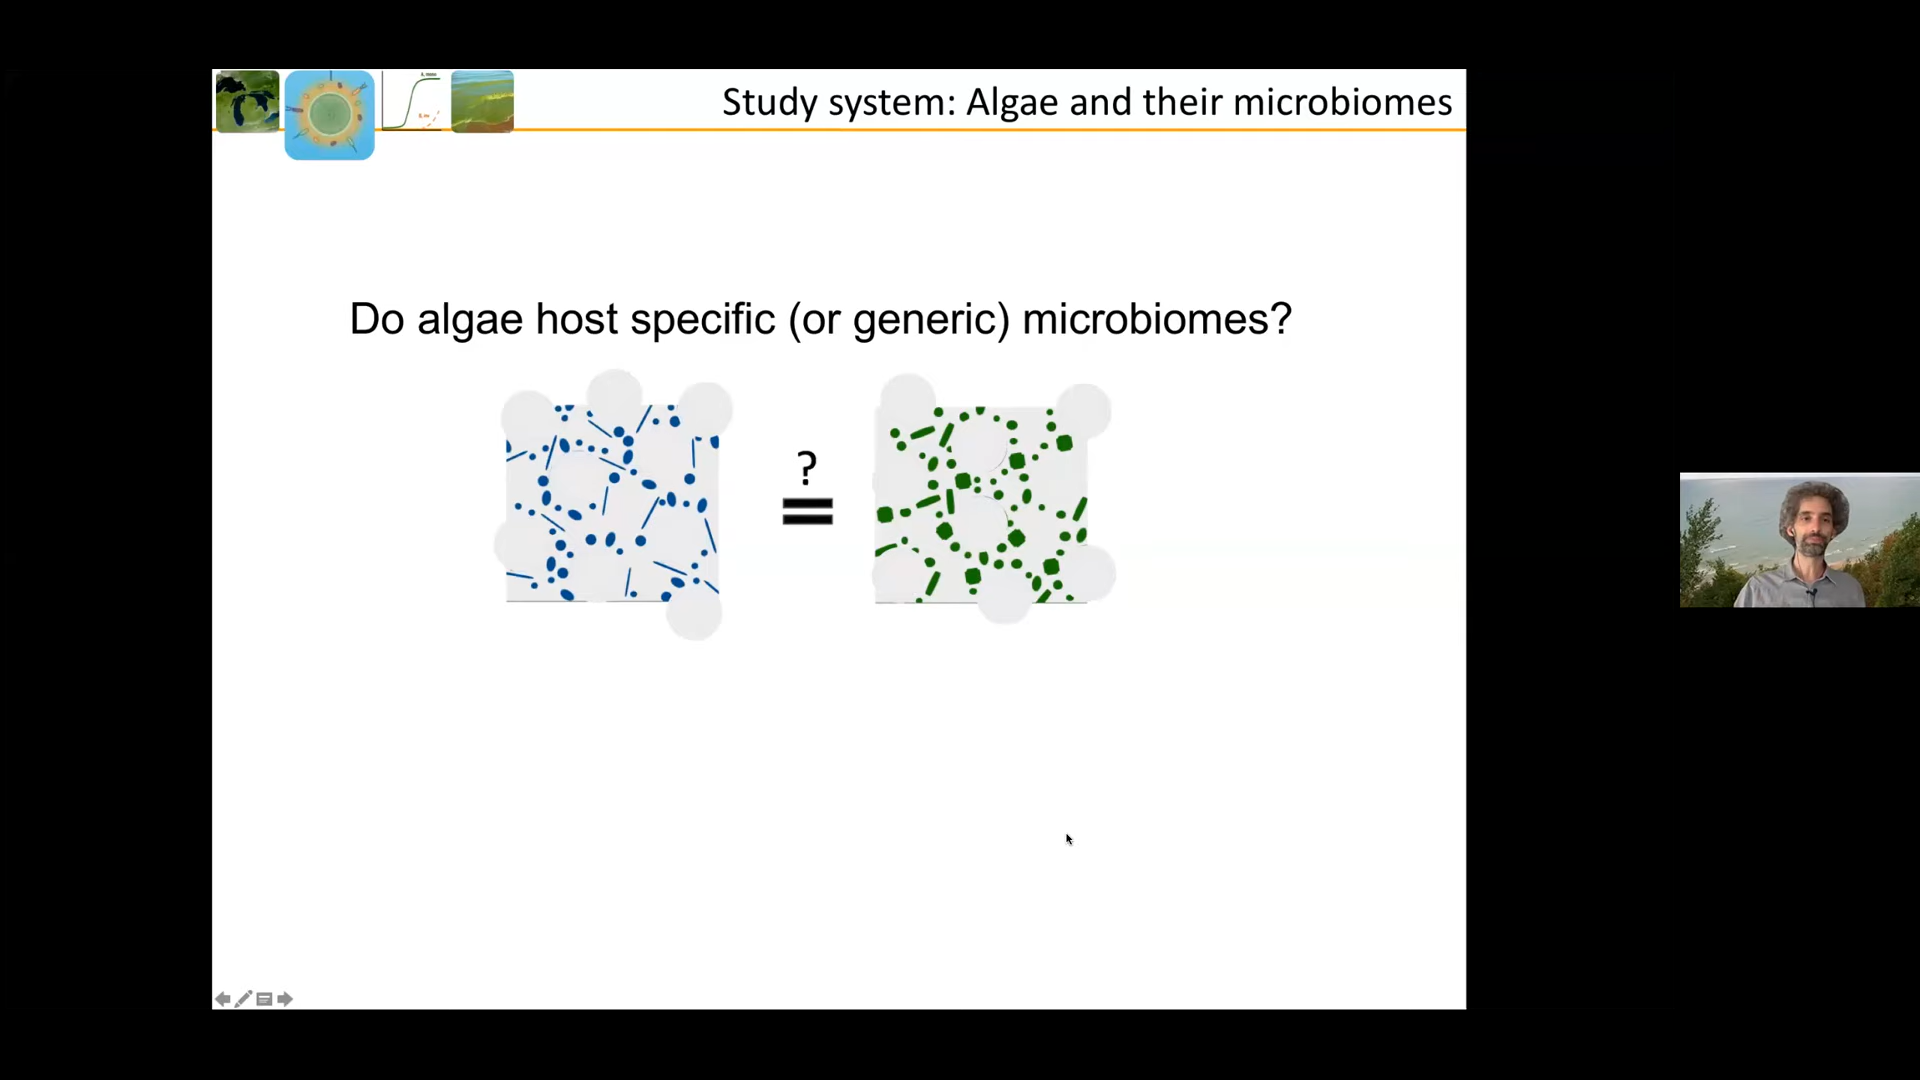 Study system: Algae and their microbiomes
Do algae host specific (or generic) microbiomes?
?
=